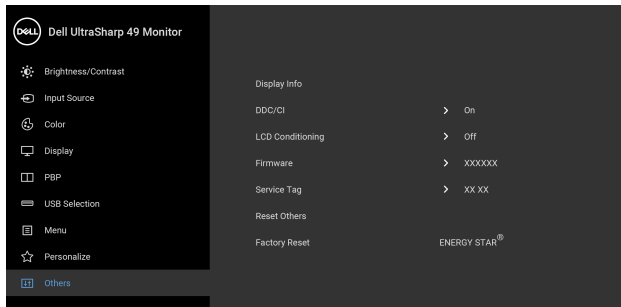 DELL Dell UltraSharp 49 Monitor
Brightness/Contrast
Input Source
Color
Display
PBP
USB Selection
Menu
Personalize
Others
Display Info
DDC/CI > On
LCD Conditioning > Off
Firmware > XXXXXX
Service Tag > XX XX
Reset Others
Factory Reset ENERGY STAR®